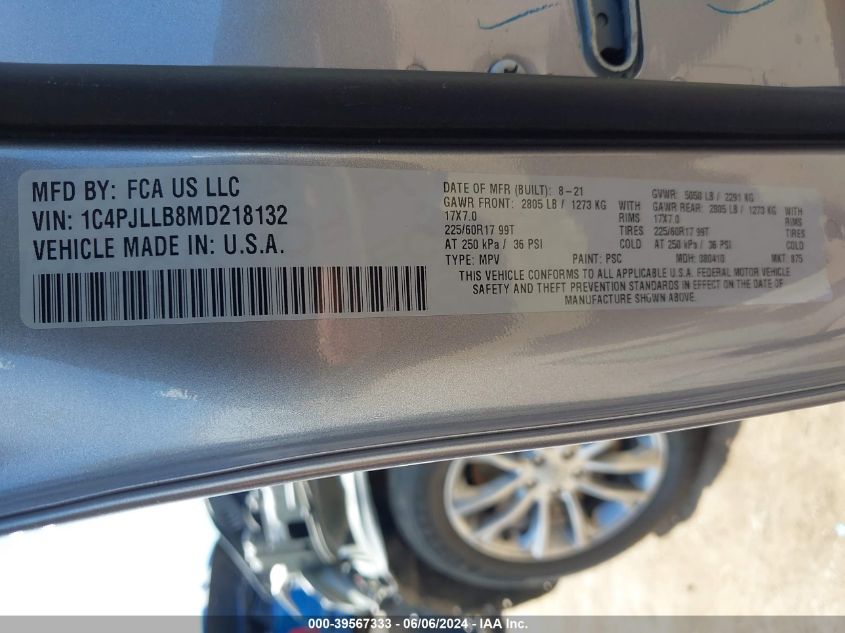 MFD BY: FCA US LLC
VIN: 1C4PJLLB8MD218132
VEHICLE MADE IN: U.S.A.
DATE OF MFR (BUILT): 8-21 GVWR: 5050 LB / 2291 KG
GAWR FRONT: 2805 LB / 1273 KG WITH GAWR REAR: 2805 LB / 1273 KG WITH
17X7.0 RIMS 17X7.0 RIMS
225/60R17 99T TIRES 225/60R17 99T TIRES
AT 250 kPa / 36 PSI COLD AT 250 kPa / 36 PSI COLD
TYPE: MPV PAINT: PSC MDH: 080410 MKT: 875
THIS VEHICLE CONFORMS TO ALL APPLICABLE U.S.A. FEDERAL MOTOR VEHICLE
SAFETY AND THEFT PREVENTION STANDARDS IN EFFECT ON THE DATE OF
MANUFACTURE SHOWN ABOVE.
000-39567333 - 06/06/2024 - IAA Inc.